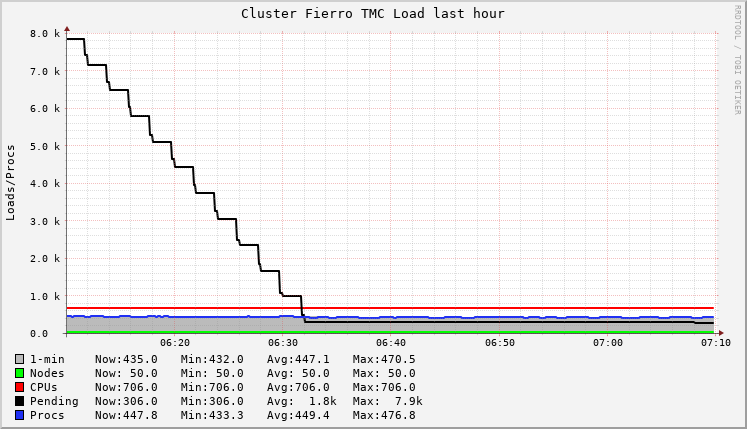 Cluster Fierro TMC Load last hour
RRDTOOL / TOBI OETIKER
Loads/Procs
8.0 k
7.0 k
6.0 k
5.0 k
4.0 k
3.0 k
2.0 k
1.0 k
0.0
06:20 06:30 06:40 06:50 07:00 07:10
1-min Now:435.0 Min:432.0 Avg:447.1 Max:470.5
Nodes Now: 50.0 Min: 50.0 Avg: 50.0 Max: 50.0
CPUs Now:706.0 Min:706.0 Avg:706.0 Max:706.0
Pending Now:306.0 Min:306.0 Avg: 1.8k Max: 7.9k
Procs Now:447.8 Min:433.3 Avg:449.4 Max:476.8